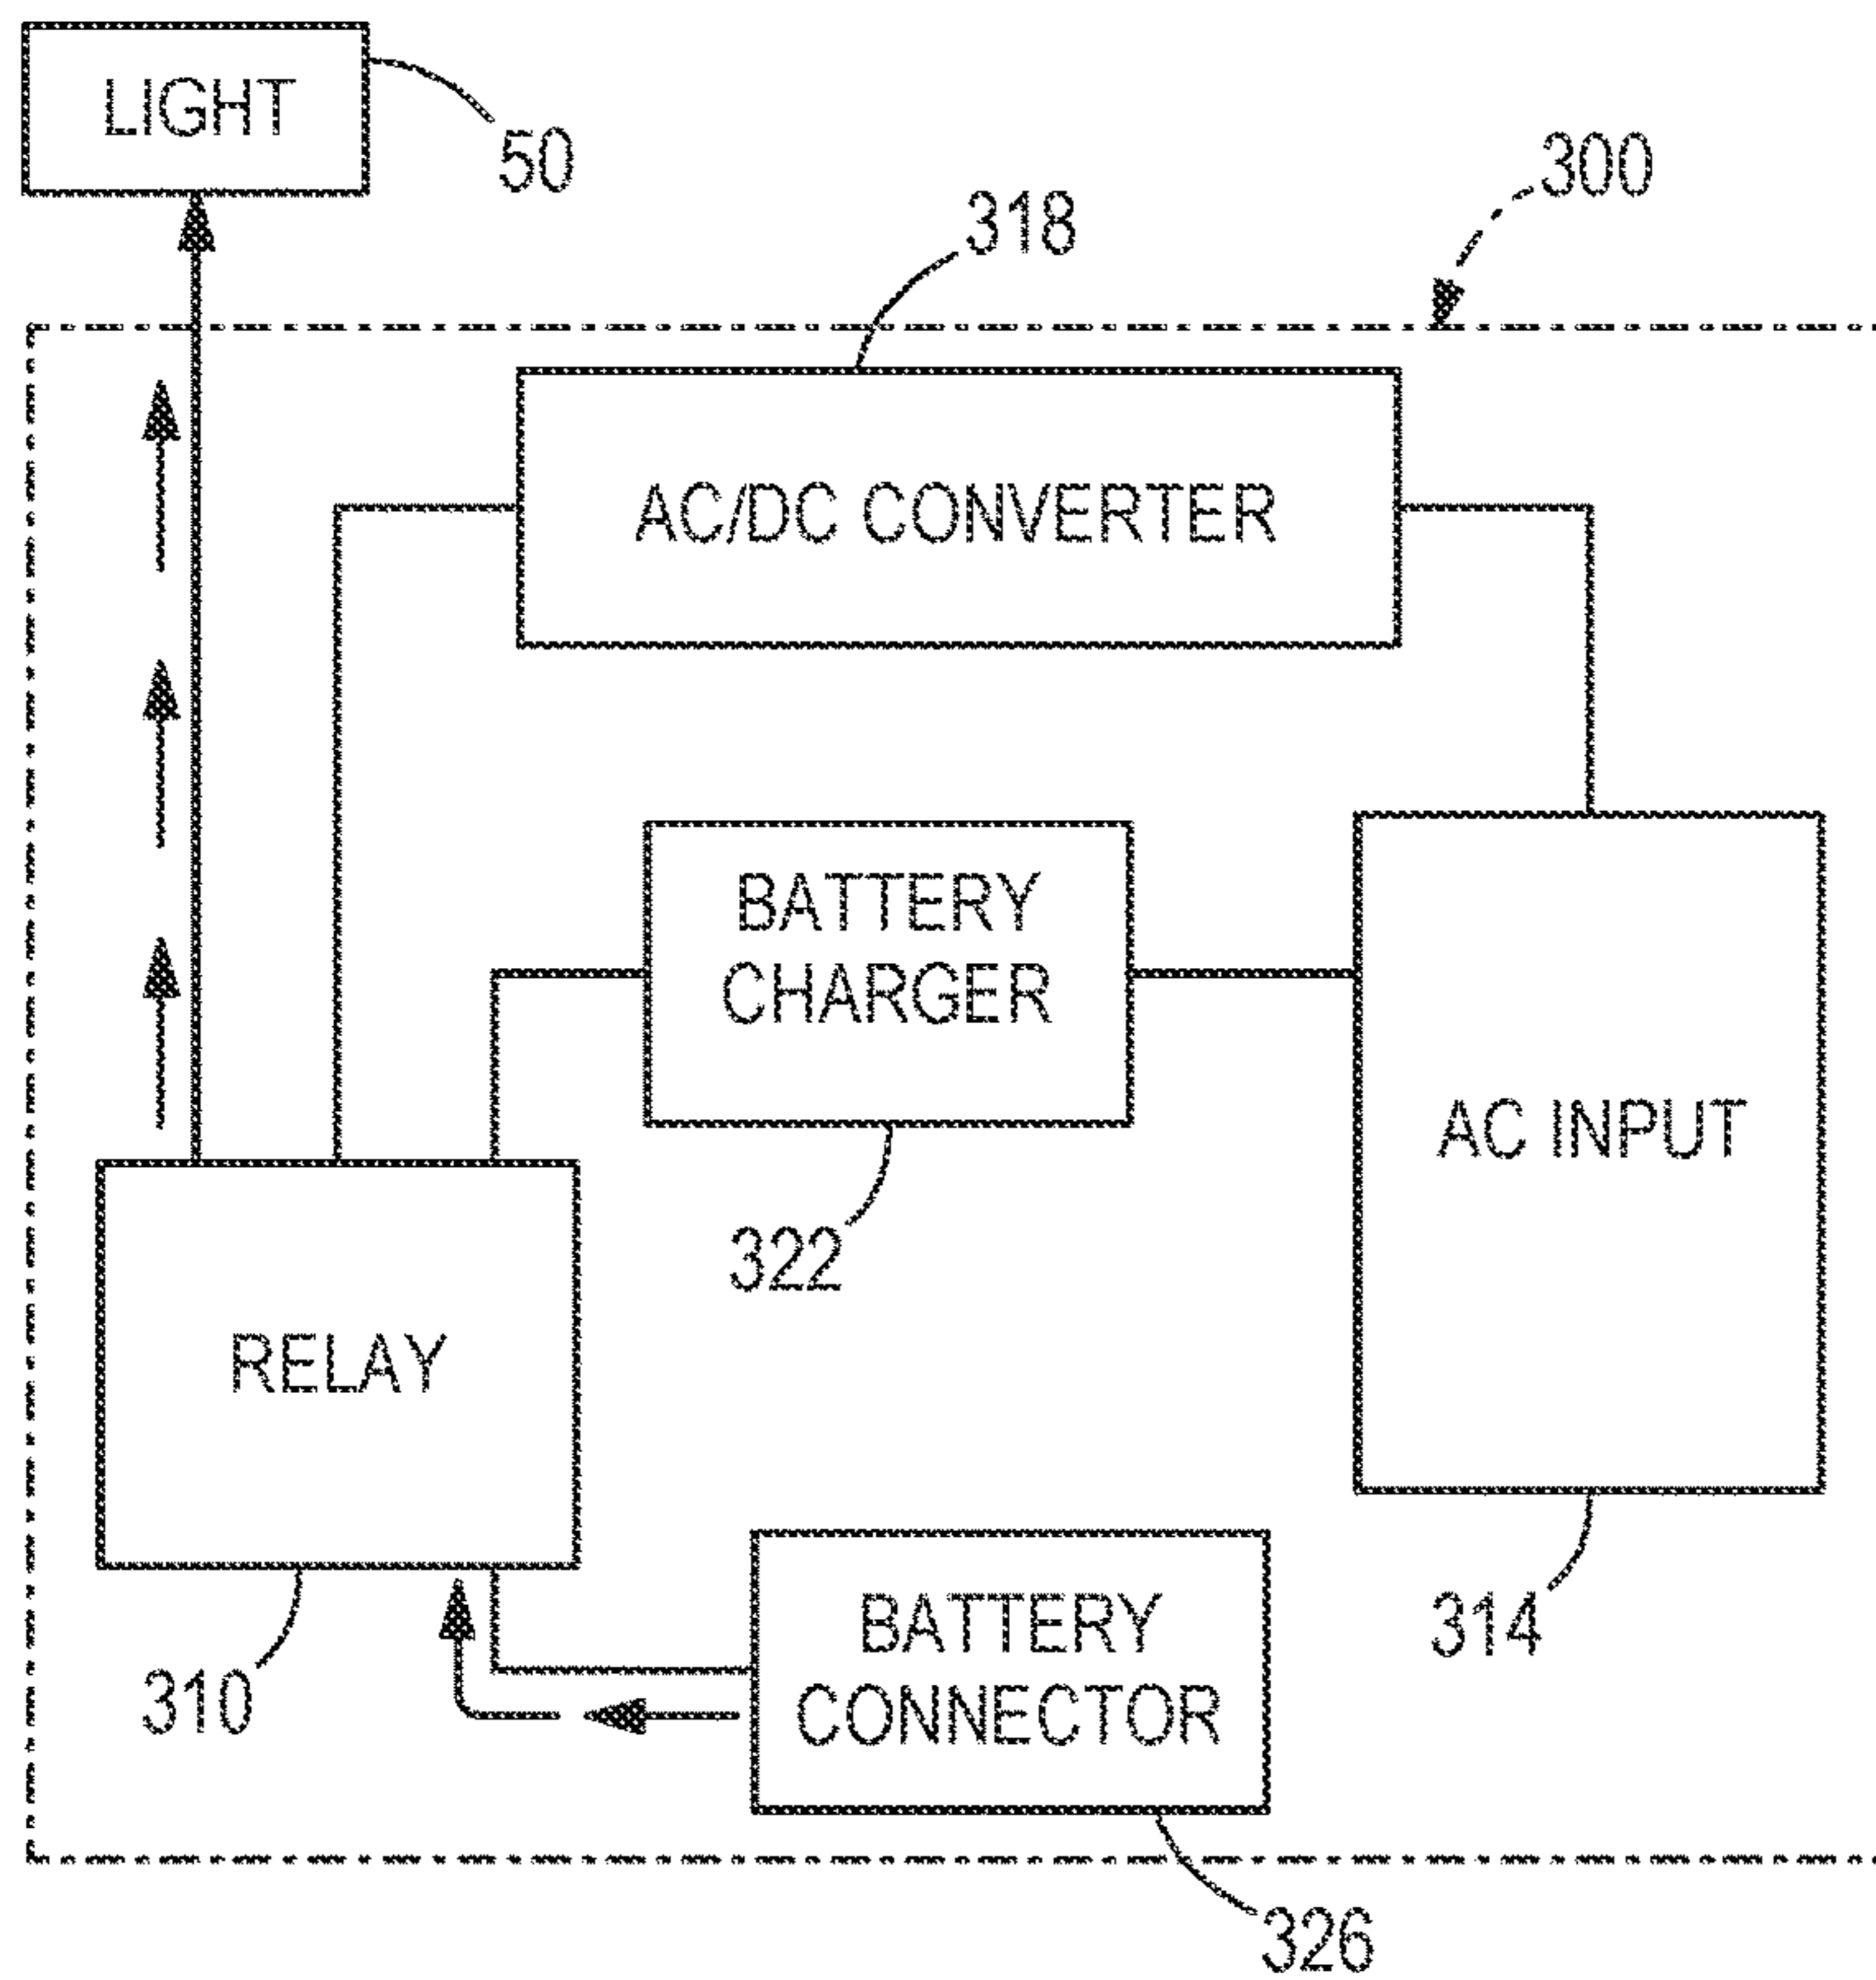 LIGHT
50
300
318
AC/DC CONVERTER
BATTERY
CHARGER
322
AC INPUT
314
RELAY
310
BATTERY
CONNECTOR
326